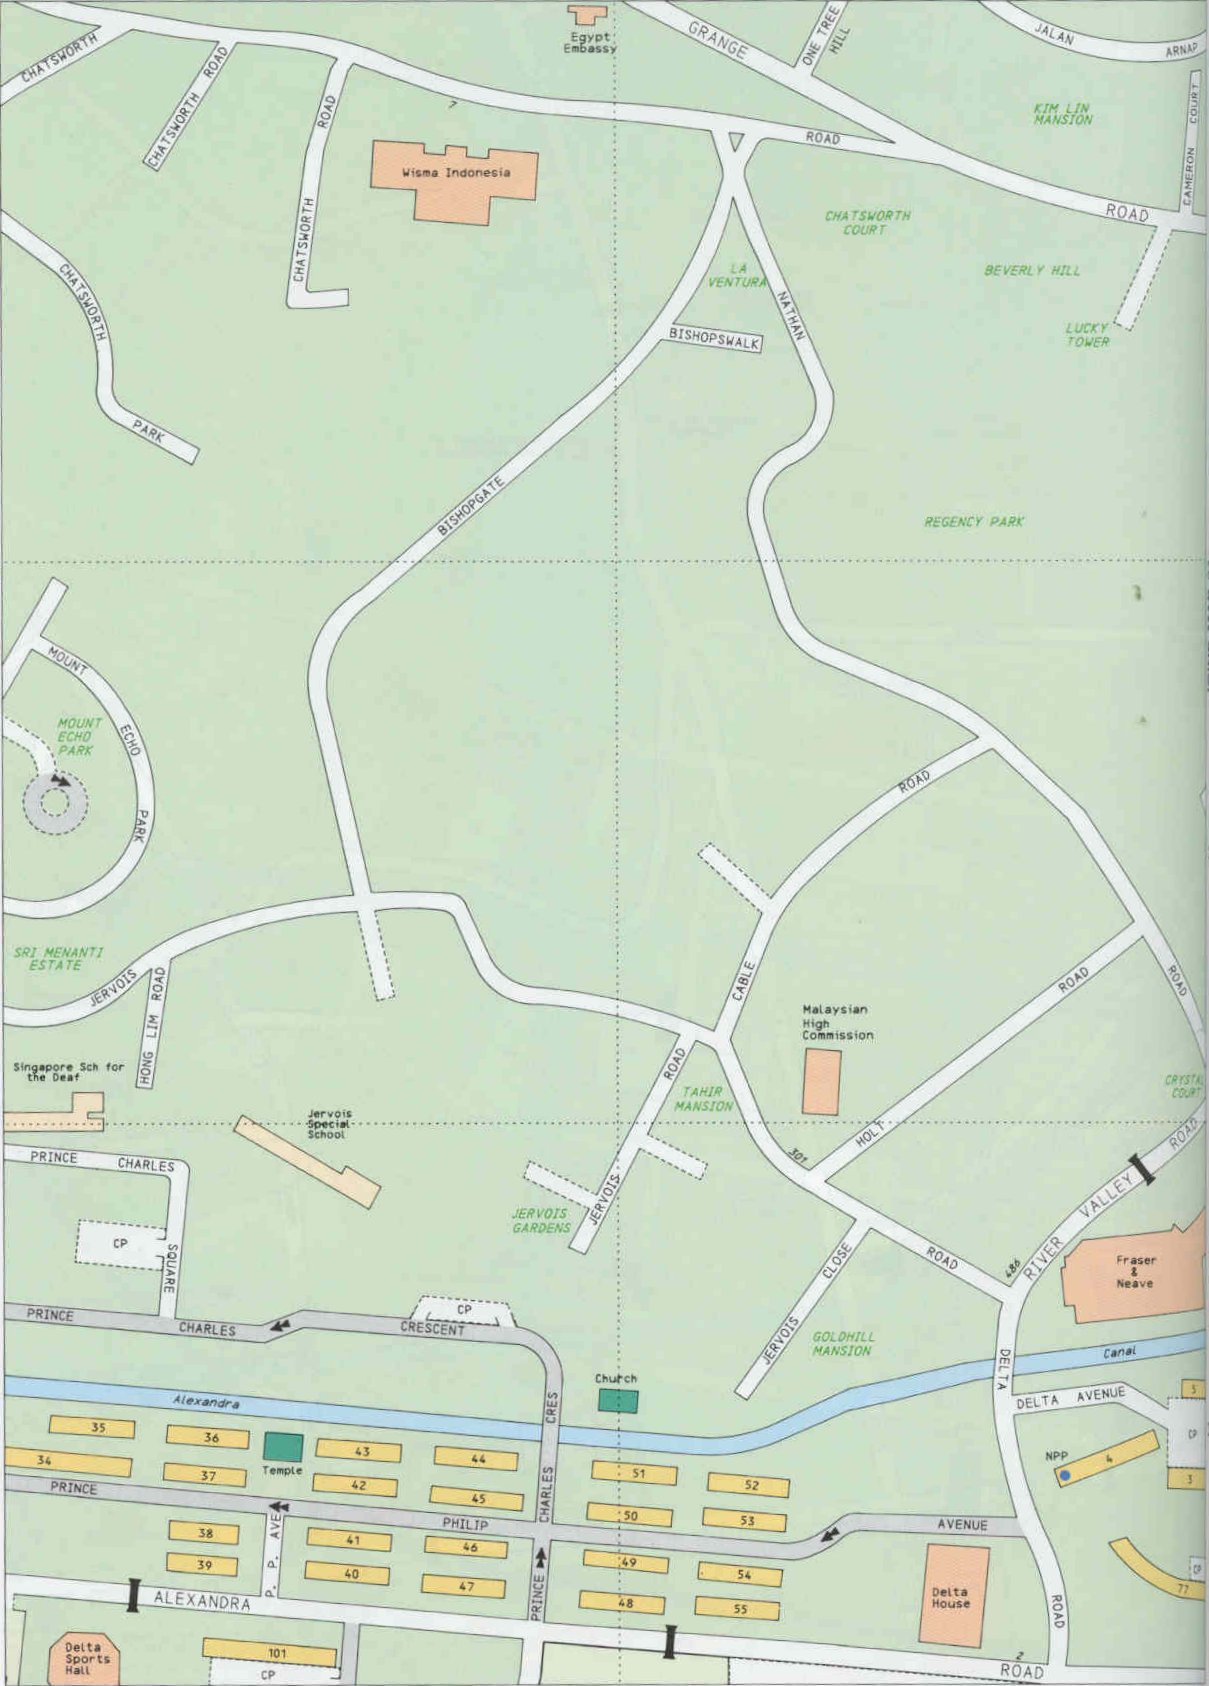 Egypt
Embassy
GRANGE
ONE TREE
HILL
JALAN
ARNAP
CHATSWORTH
CHATSWORTH ROAD
CHATSWORTH ROAD
7
ROAD
KIM LIN
MANSION
CAMERON COURT
Wisma Indonesia
ROAD
CHATSWORTH
COURT
LA
VENTURA
BEVERLY HILL
LUCKY
TOWER
CHATSWORTH
PARK
NATHAN
BISHOPSWALK
BISHOPGATE
REGENCY PARK
MOUNT
ECHO
PARK
MOUNT
ECHO
PARK
ROAD
CABLE
SRI MENANTI
ESTATE
JERVOIS
HONG LIM ROAD
ROAD
ROAD
Malaysian
High
Commission
ROAD
TAHIR
MANSION
Singapore Sch for
the Deaf
Jervois
Special
School
CRYSTAL
COURT
HOLT
301
PRINCE CHARLES
SQUARE
CP
JERVOIS
JERVOIS
GARDENS
ROAD
VALLEY
RIVER
486
ROAD
JERVOIS CLOSE
Fraser
&
Neave
PRINCE
CHARLES
CRESCENT
CP
GOLDHILL
MANSION
Canal
DELTA
Church
Alexandra
CRES
DELTA AVENUE
5
CP
3
NPP
4
35
36
43
44
34
37
Temple
42
45
51
52
50
53
PRINCE
PHILIP
CHARLES
AVENUE
38
39
P. P. AVE
41
40
46
47
PRINCE
49
48
54
55
Delta
House
CP
77
ALEXANDRA
ROAD
Delta
Sports
Hall
101
CP
2
ROAD